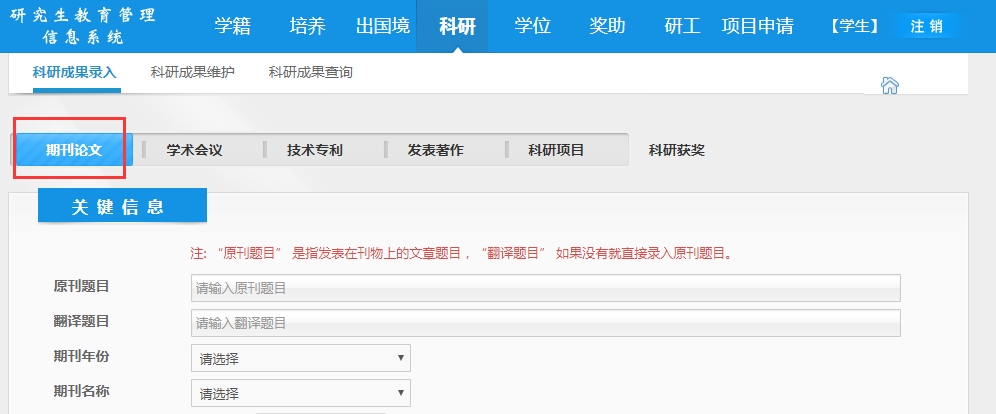 研究生教育管理
信息系统
学籍 培养 出国境 科研 学位 奖助 研工 项目申请 【学生】 注 销
科研成果录入 科研成果维护 科研成果查询
期刊论文 学术会议 技术专利 发表著作 科研项目 科研获奖
关 键 信 息
注: “原刊题目” 是指发表在刊物上的文章题目，“翻译题目” 如果没有就直接录入原刊题目。
原刊题目 请输入原刊题目
翻译题目 请输入翻译题目
期刊年份 请选择
期刊名称 请选择